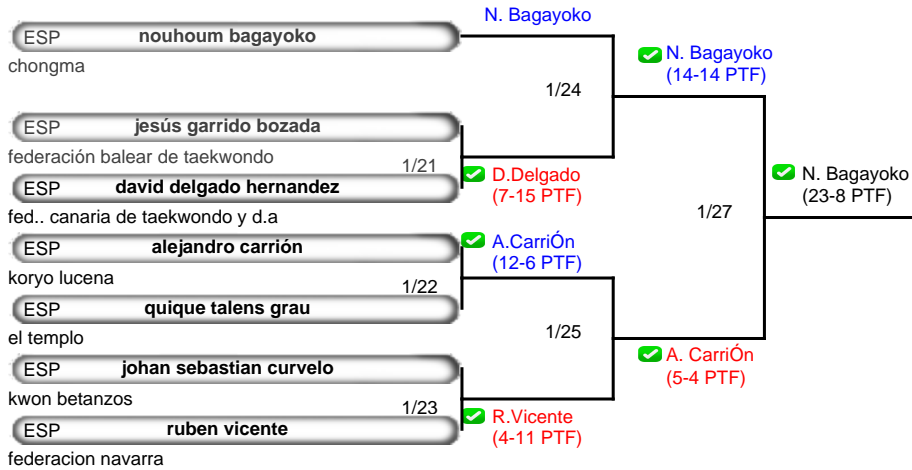 N. Bagayoko
ESP nouhoum bagayoko
chongma
N. Bagayoko
(14-14 PTF)
1/24
ESP jesús garrido bozada
federación balear de taekwondo
1/21
ESP david delgado hernandez
fed.. canaria de taekwondo y d.a
D.Delgado
(7-15 PTF)
N. Bagayoko
(23-8 PTF)
1/27
ESP alejandro carrión
koryo lucena
A.CarriÓn
(12-6 PTF)
1/22
ESP quique talens grau
el templo
1/25
ESP johan sebastian curvelo
kwon betanzos
A. CarriÓn
(5-4 PTF)
1/23
ESP ruben vicente
federacion navarra
R.Vicente
(4-11 PTF)